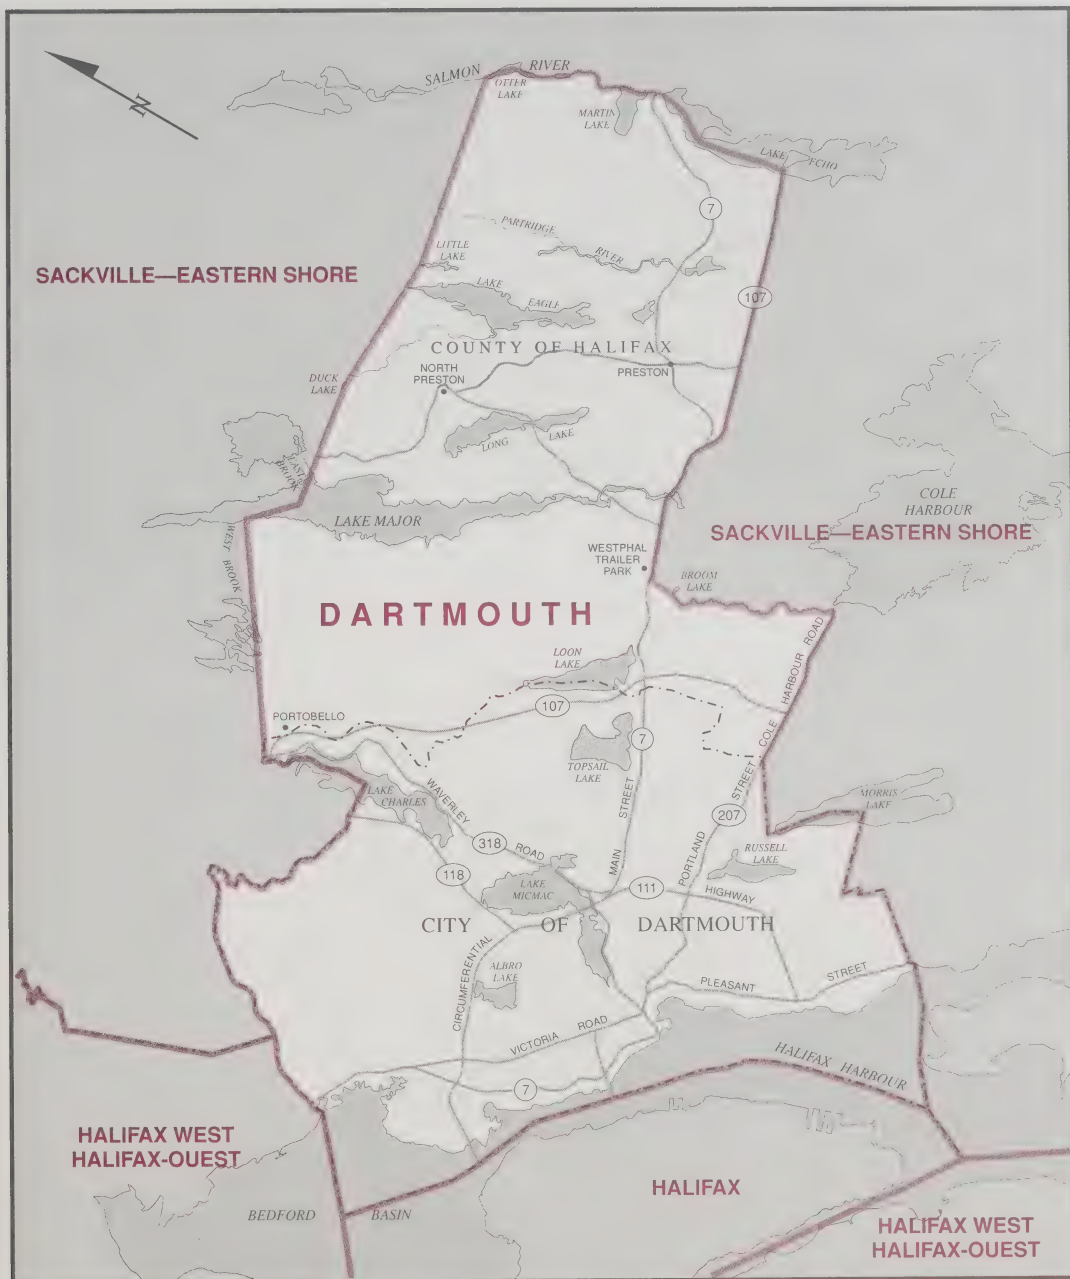 N
SALMON RIVER
OTTER
LAKE
MARTIN
LAKE
LAKE ECHO
7
PARTRIDGE RIVER
LITTLE
LAKE
SACKVILLE—EASTERN SHORE
LAKE EAGLE
107
COUNTY OF HALIFAX
NORTH
PRESTON
PRESTON
DUCK
LAKE
LONG LAKE
EAST
BROOK
COLE
HARBOUR
LAKE MAJOR
SACKVILLE—EASTERN SHORE
WEST BROOK
WESTPHAL
TRAILER
PARK
BROOM
LAKE
DARTMOUTH
LOON
LAKE
COLE HARBOUR ROAD
107
PORTOBELLO
7
TOPSAIL
LAKE
LAKE
CHARLES
WAVERLEY ROAD
MAIN STREET
PORTLAND STREET
MORRIS
LAKE
207
318
RUSSELL
LAKE
118
LAKE
MICMAC
111
HIGHWAY
CITY OF DARTMOUTH
CIRCUMFERENTIAL
ALBRO
LAKE
PLEASANT STREET
VICTORIA ROAD
7
HALIFAX HARBOUR
HALIFAX WEST
HALIFAX-OUEST
HALIFAX
BEDFORD BASIN
HALIFAX WEST
HALIFAX-OUEST